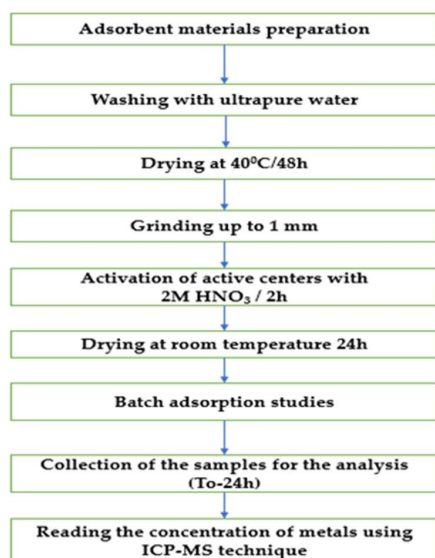 Adsorbent materials preparation
Washing with ultrapure water
Drying at 40⁰C/48h
Grinding up to 1 mm
Activation of active centers with
2M HNO₃ / 2h
Drying at room temperature 24h
Batch adsorption studies
Collection of the samples for the analysis
(To-24h)
Reading the concentration of metals using
ICP-MS technique